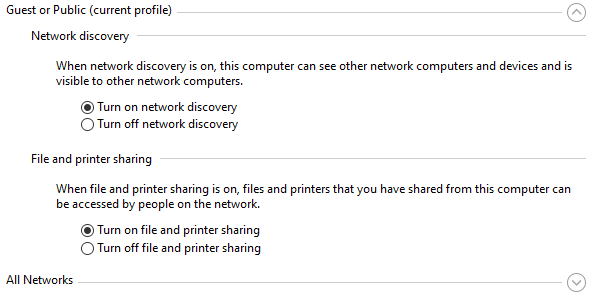 Guest or Public (current profile)
Network discovery
When network discovery is on, this computer can see other network computers and devices and is
visible to other network computers.
Turn on network discovery
Turn off network discovery
File and printer sharing
When file and printer sharing is on, files and printers that you have shared from this computer can
be accessed by people on the network.
Turn on file and printer sharing
Turn off file and printer sharing
All Networks